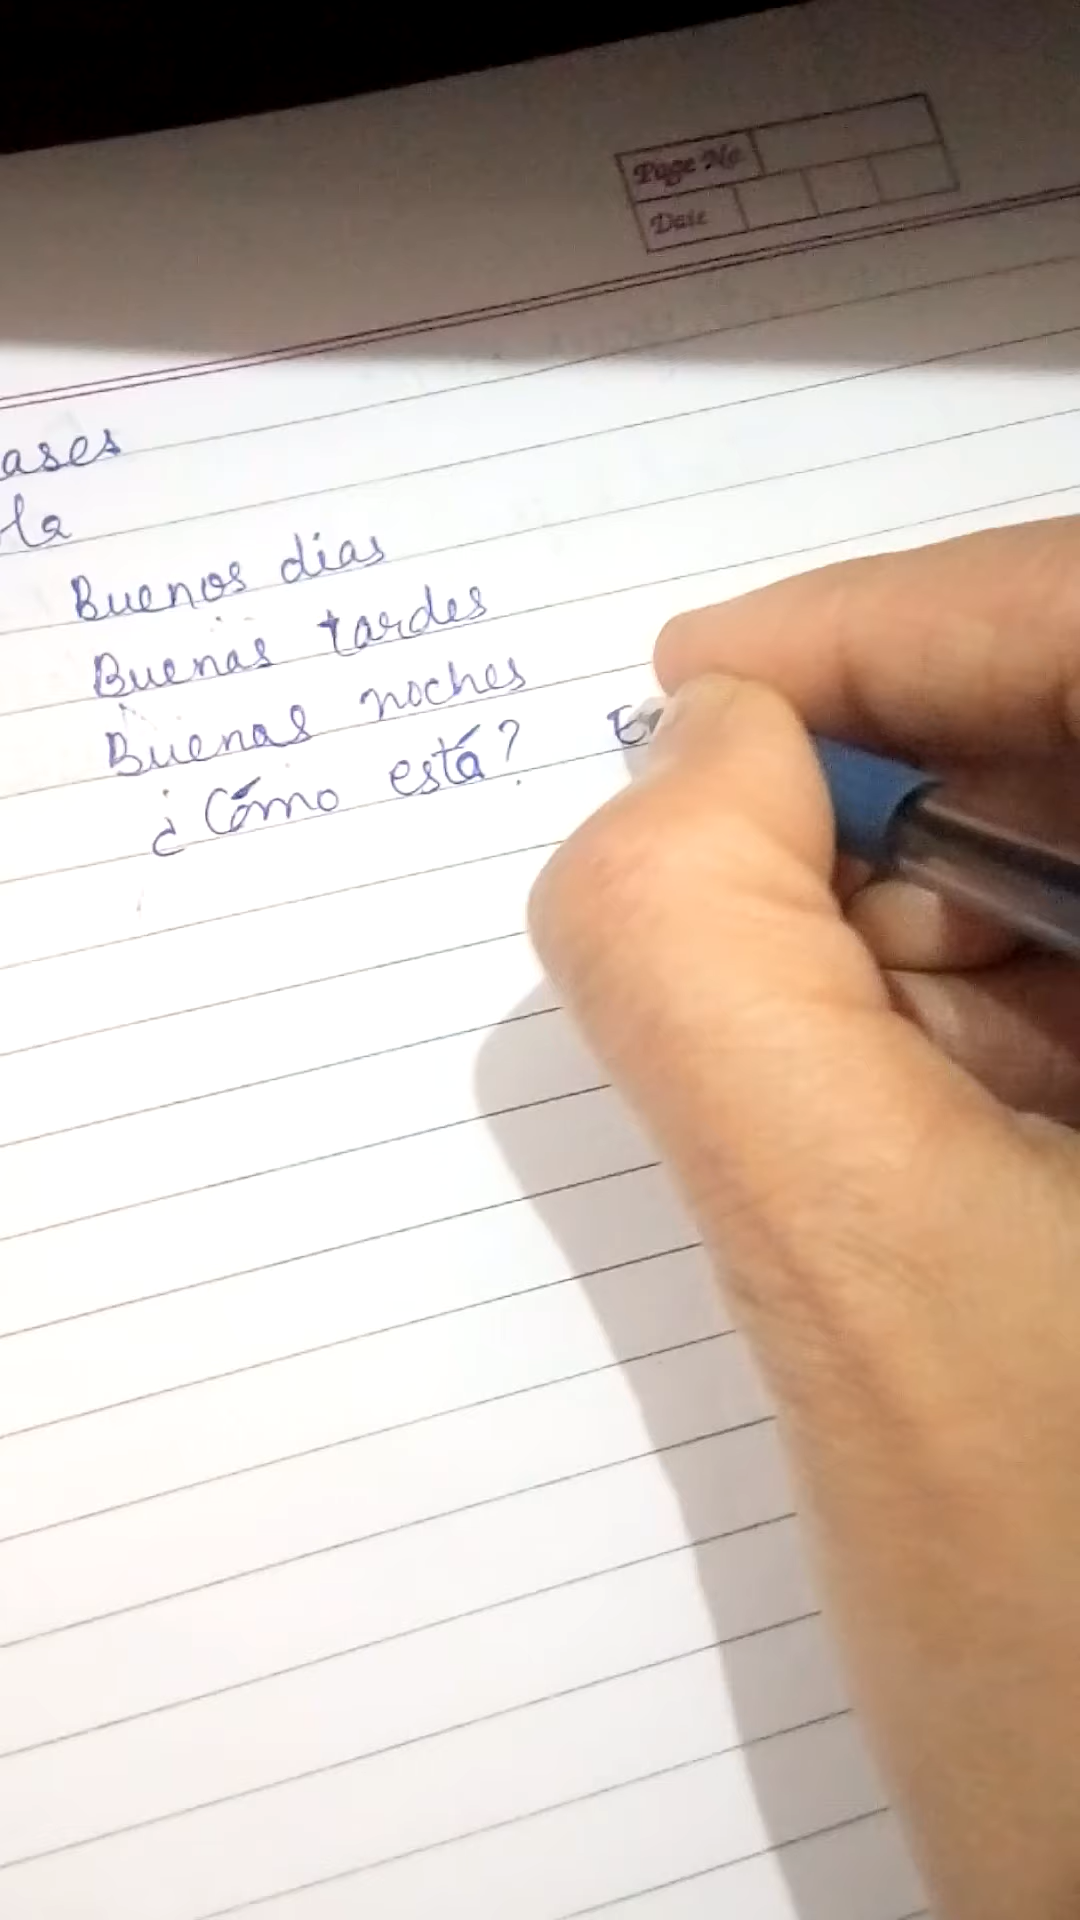 Page No
Date
ases
la
Buenos días
Buenas tardes
Buenas noches
¿Cómo está?